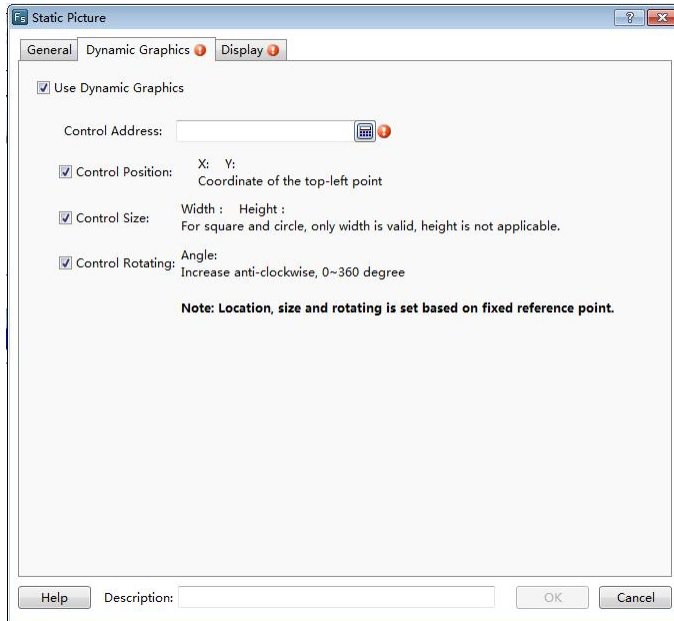 Fs Static Picture
General Dynamic Graphics Display
Use Dynamic Graphics
Control Address:
Control Position: X: Y:
Coordinate of the top-left point
Control Size: Width : Height :
For square and circle, only width is valid, height is not applicable.
Control Rotating: Angle:
Increase anti-clockwise, 0~360 degree
Note: Location, size and rotating is set based on fixed reference point.
Help Description: OK Cancel